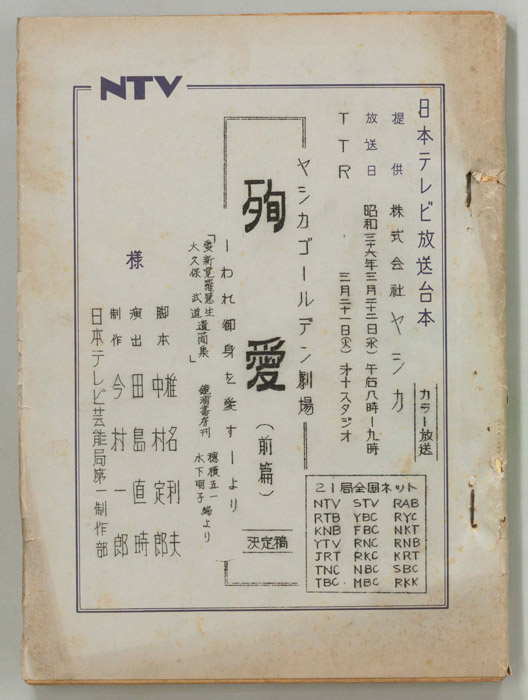 NTV
日本テレビ放送台本
提供 株式会社ヤシカ
放送日 昭和三十六年三月二十二日(水)午后八時―九時
TTR 三月二十一日(火)オ十スタジオ
カラー放送
ヤシカゴールデン劇場
殉愛(前篇)
決定稿
―われ御身を愛す―より
「愛新覚羅慧生
大久保 武道 遺簡集」
鏡浦書房刊
穂積五一
木下明子 編より
21局全国ネット
NTV STV RAB
RTB YBC RYC
KNB FBC NKT
YTV RNC RNB
JRT RKC KRT
TNC NBC SBC
TBC MBC RKK
脚本 椎名利夫
中村定郎
演出 田島直時
制作 今村一郎
日本テレビ芸能局第一制作部
様